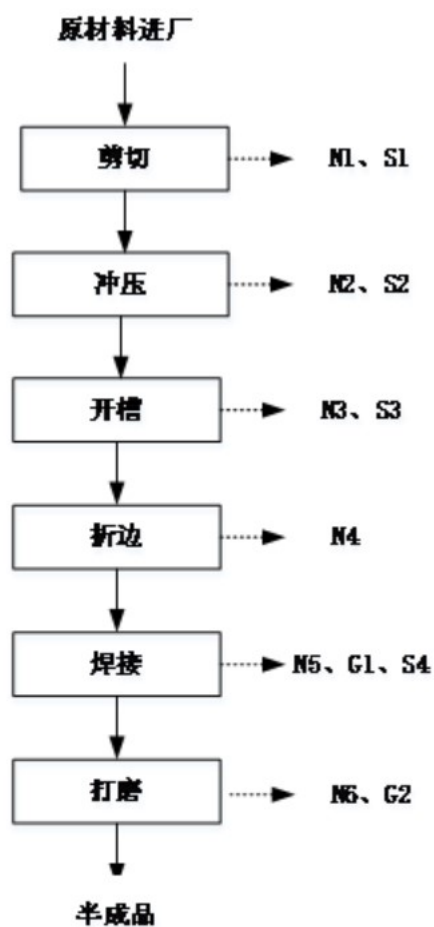 原材料进厂
剪切
N1、S1
冲压
N2、S2
开槽
N3、S3
折边
N4
焊接
N5、G1、S4
打磨
N6、G2
半成品